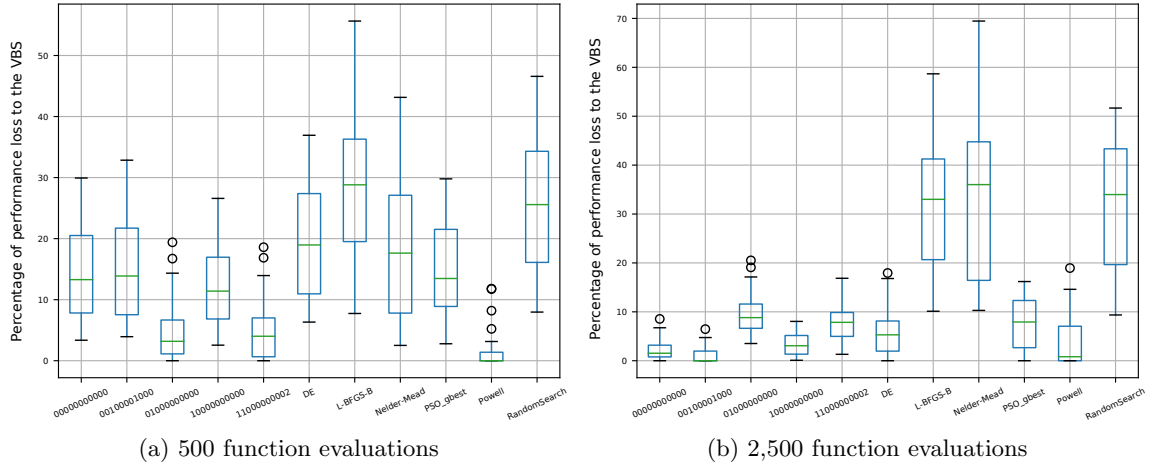 Percentage of performance loss to the VBS
50
40
30
20
10
0
00000000000
00100001000
01000000000
10000000000
11000000002
DE
L-BFGS-B
Nelder-Mead
PSO_gbest
Powell
RandomSearch
(a) 500 function evaluations
Percentage of performance loss to the VBS
70
60
50
40
30
20
10
0
00000000000
00100001000
01000000000
10000000000
11000000002
DE
L-BFGS-B
Nelder-Mead
PSO_gbest
Powell
RandomSearch
(b) 2,500 function evaluations